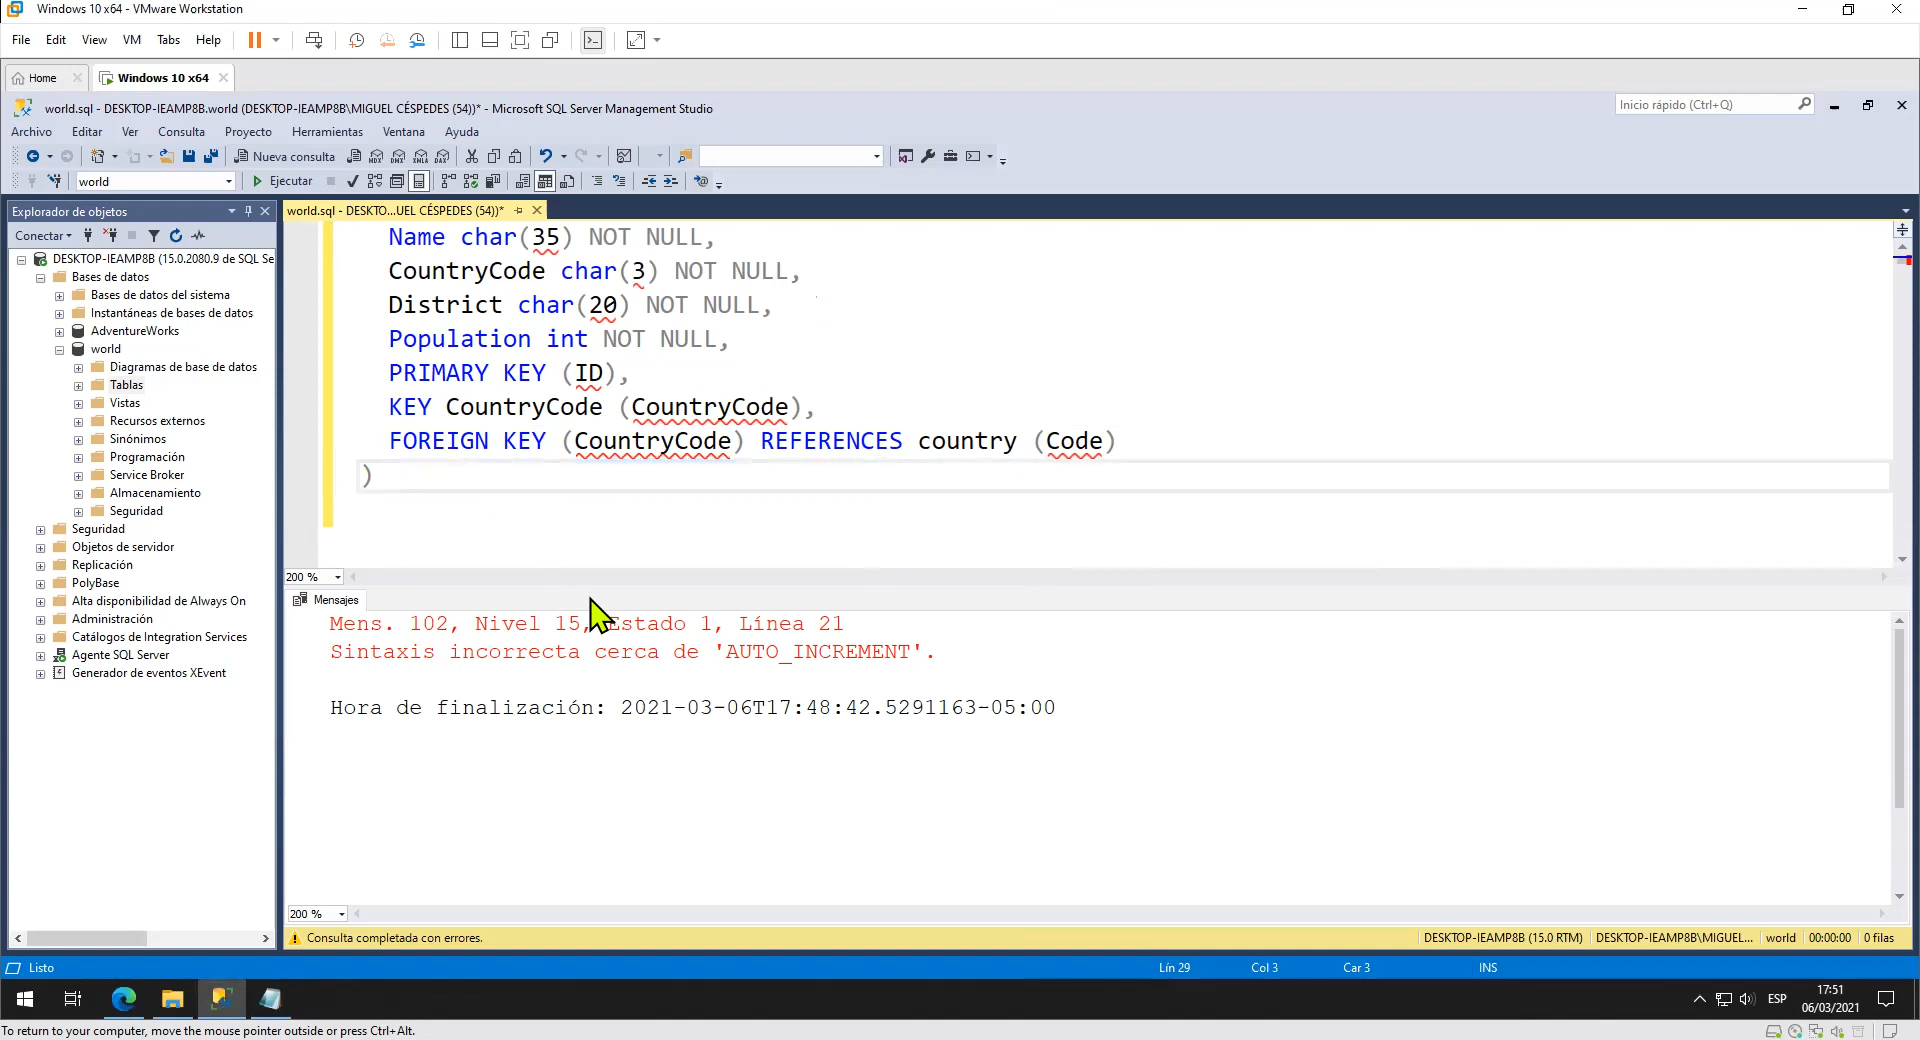 Windows 10 x64 - VMware Workstation
File Edit View VM Tabs Help
Home Windows 10 x64
world.sql - DESKTOP-IEAMP8B.world (DESKTOP-IEAMP8B\MIGUEL CÉSPEDES (54))* - Microsoft SQL Server Management Studio
Inicio rápido (Ctrl+Q)
Archivo Editar Ver Consulta Proyecto Herramientas Ventana Ayuda
Nueva consulta MDX DMX XMLA DAX
world Ejecutar
Explorador de objetos
world.sql - DESKTO...UEL CÉSPEDES (54))*
Conectar
DESKTOP-IEAMP8B (15.0.2080.9 de SQL Se
Bases de datos
Bases de datos del sistema
Instantáneas de bases de datos
AdventureWorks
world
Diagramas de base de datos
Tablas
Vistas
Recursos externos
Sinónimos
Programación
Service Broker
Almacenamiento
Seguridad
Seguridad
Objetos de servidor
Replicación
PolyBase
Alta disponibilidad de Always On
Administración
Catálogos de Integration Services
Agente SQL Server
Generador de eventos XEvent
Name char(35) NOT NULL,
CountryCode char(3) NOT NULL,
District char(20) NOT NULL,
Population int NOT NULL,
PRIMARY KEY (ID),
KEY CountryCode (CountryCode),
FOREIGN KEY (CountryCode) REFERENCES country (Code)
)
200 %
Mensajes
Mens. 102, Nivel 15, Estado 1, Línea 21
Sintaxis incorrecta cerca de 'AUTO_INCREMENT'.
Hora de finalización: 2021-03-06T17:48:42.5291163-05:00
200 %
Consulta completada con errores. DESKTOP-IEAMP8B (15.0 RTM) DESKTOP-IEAMP8B\MIGUEL... world 00:00:00 0 filas
Listo Lín 29 Col 3 Car 3 INS
ESP 17:51
06/03/2021
To return to your computer, move the mouse pointer outside or press Ctrl+Alt.